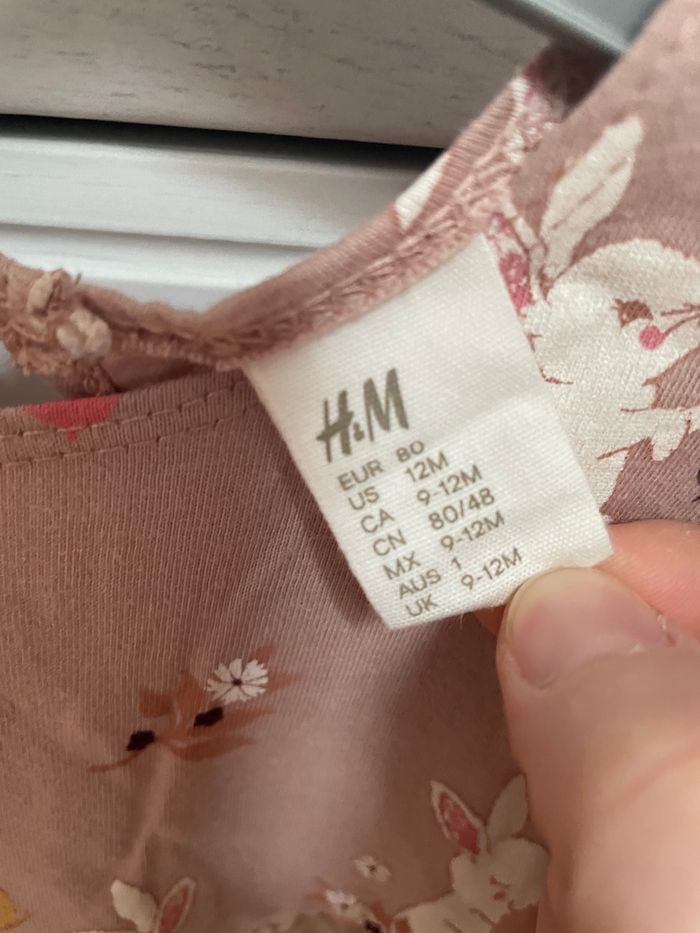 H&M
EUR 80
US 12M
CA 9-12M
CN 80/48
MX 9-12M
AUS 1
UK 9-12M